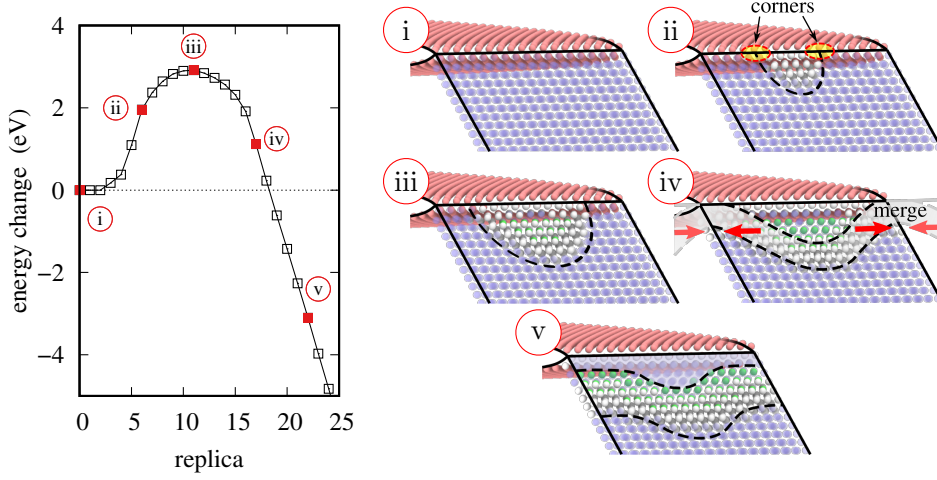 4
2
0
−2
−4
0
5
10
15
20
25
energy change (eV)
replica
i
ii
iii
iv
v
i
ii
corners
iii
iv
merge
v